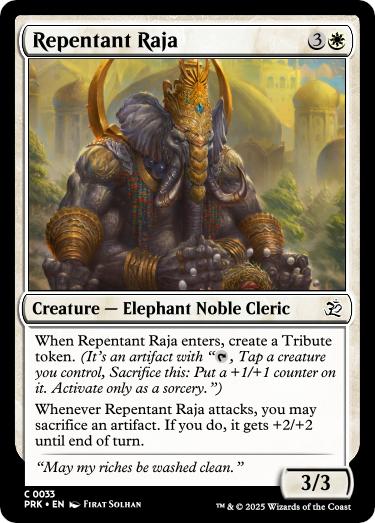 Repentant Raja 3
Creature — Elephant Noble Cleric
When Repentant Raja enters, create a Tribute
token. (It's an artifact with “, Tap a creature
you control, Sacrifice this: Put a +1/+1 counter on
it. Activate only as a sorcery.”)
Whenever Repentant Raja attacks, you may
sacrifice an artifact. If you do, it gets +2/+2
until end of turn.
“May my riches be washed clean.”
3/3
C 0033
PRK • EN Firat Solhan
™ & © 2025 Wizards of the Coast